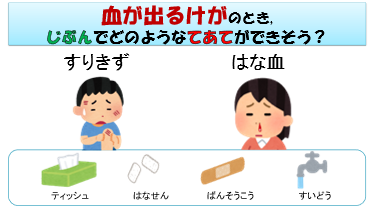 血が出るけがのとき,
じぶんでどのようなてあてができそう？
すりきず はな血
ティッシュ はなせん ばんそうこう すいどう